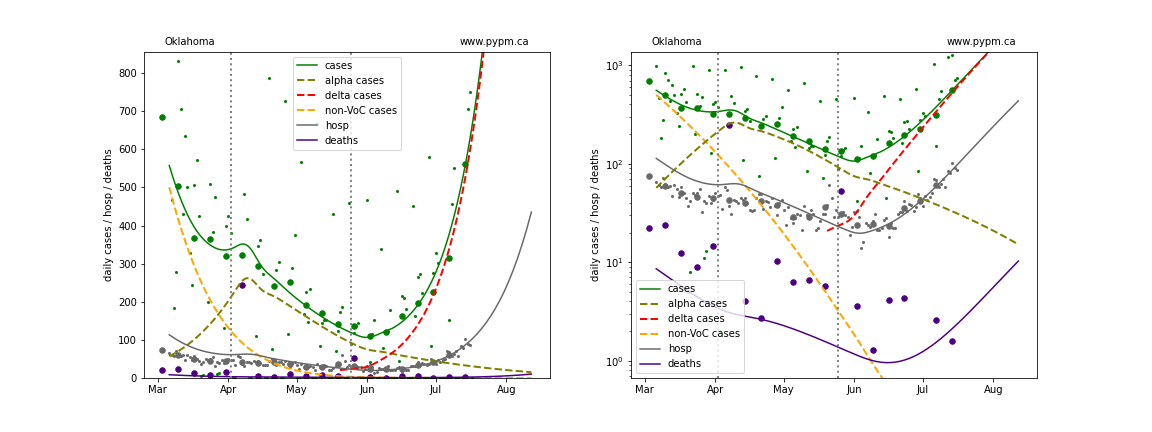 Oklahoma
www.pypm.ca
daily cases / hosp / deaths
800
700
600
500
400
300
200
100
0
Mar
Apr
May
Jun
Jul
Aug
cases
alpha cases
delta cases
non-VoC cases
hosp
deaths
Oklahoma
www.pypm.ca
daily cases / hosp / deaths
10³
10²
10¹
10⁰
Mar
Apr
May
Jun
Jul
Aug
cases
alpha cases
delta cases
non-VoC cases
hosp
deaths